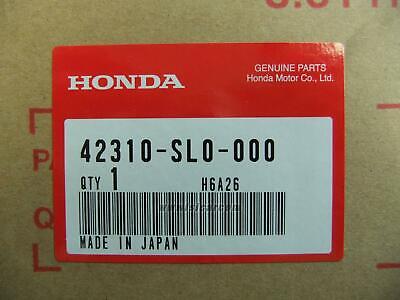 GENUINE PARTS
HONDA
Honda Motor Co., Ltd.
42310-SL0-000
QTY 1 H6A26
MADE IN JAPAN